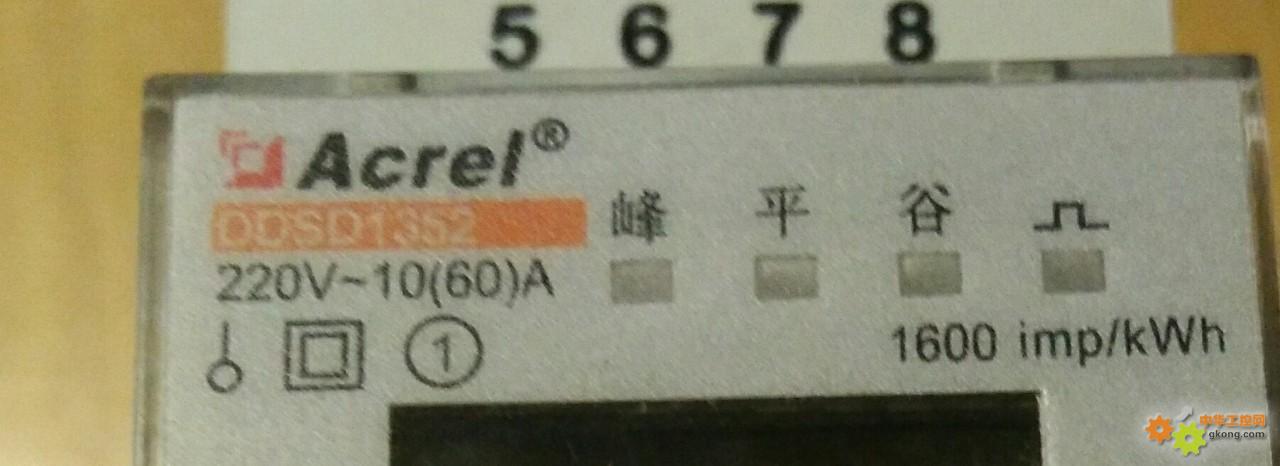 5 6 7 8
Acrel®
DDSD1352
峰 平 谷
220V~10(60)A
1
1600 imp/kWh
中华工控网
gkong.com